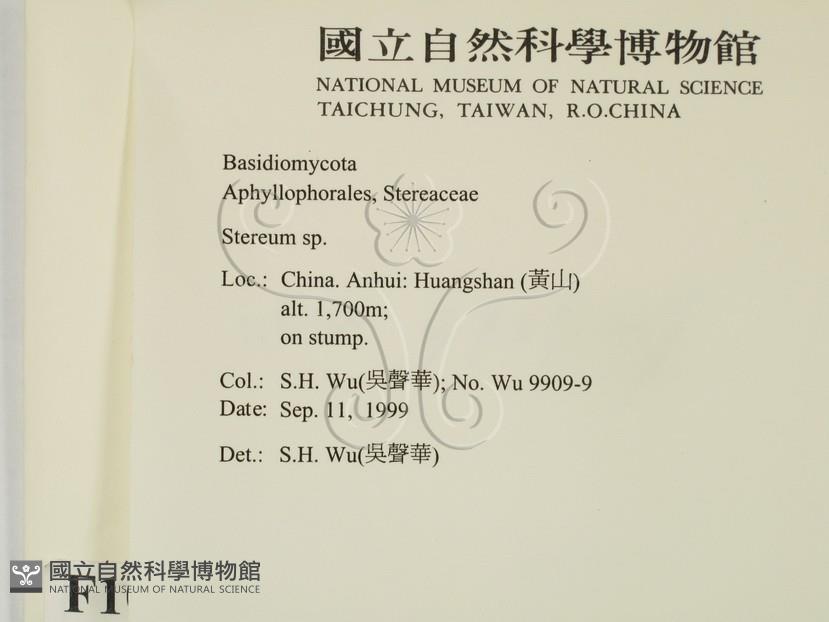 國立自然科學博物館
NATIONAL MUSEUM OF NATURAL SCIENCE
TAICHUNG, TAIWAN, R.O.CHINA
Basidiomycota
Aphyllophorales, Stereaceae
Stereum sp.
Loc.: China. Anhui: Huangshan (黃山)
alt. 1,700m;
on stump.
Col.: S.H. Wu(吳聲華); No. Wu 9909-9
Date: Sep. 11, 1999
Det.: S.H. Wu(吳聲華)
國立自然科學博物館
NATIONAL MUSEUM OF NATURAL SCIENCE